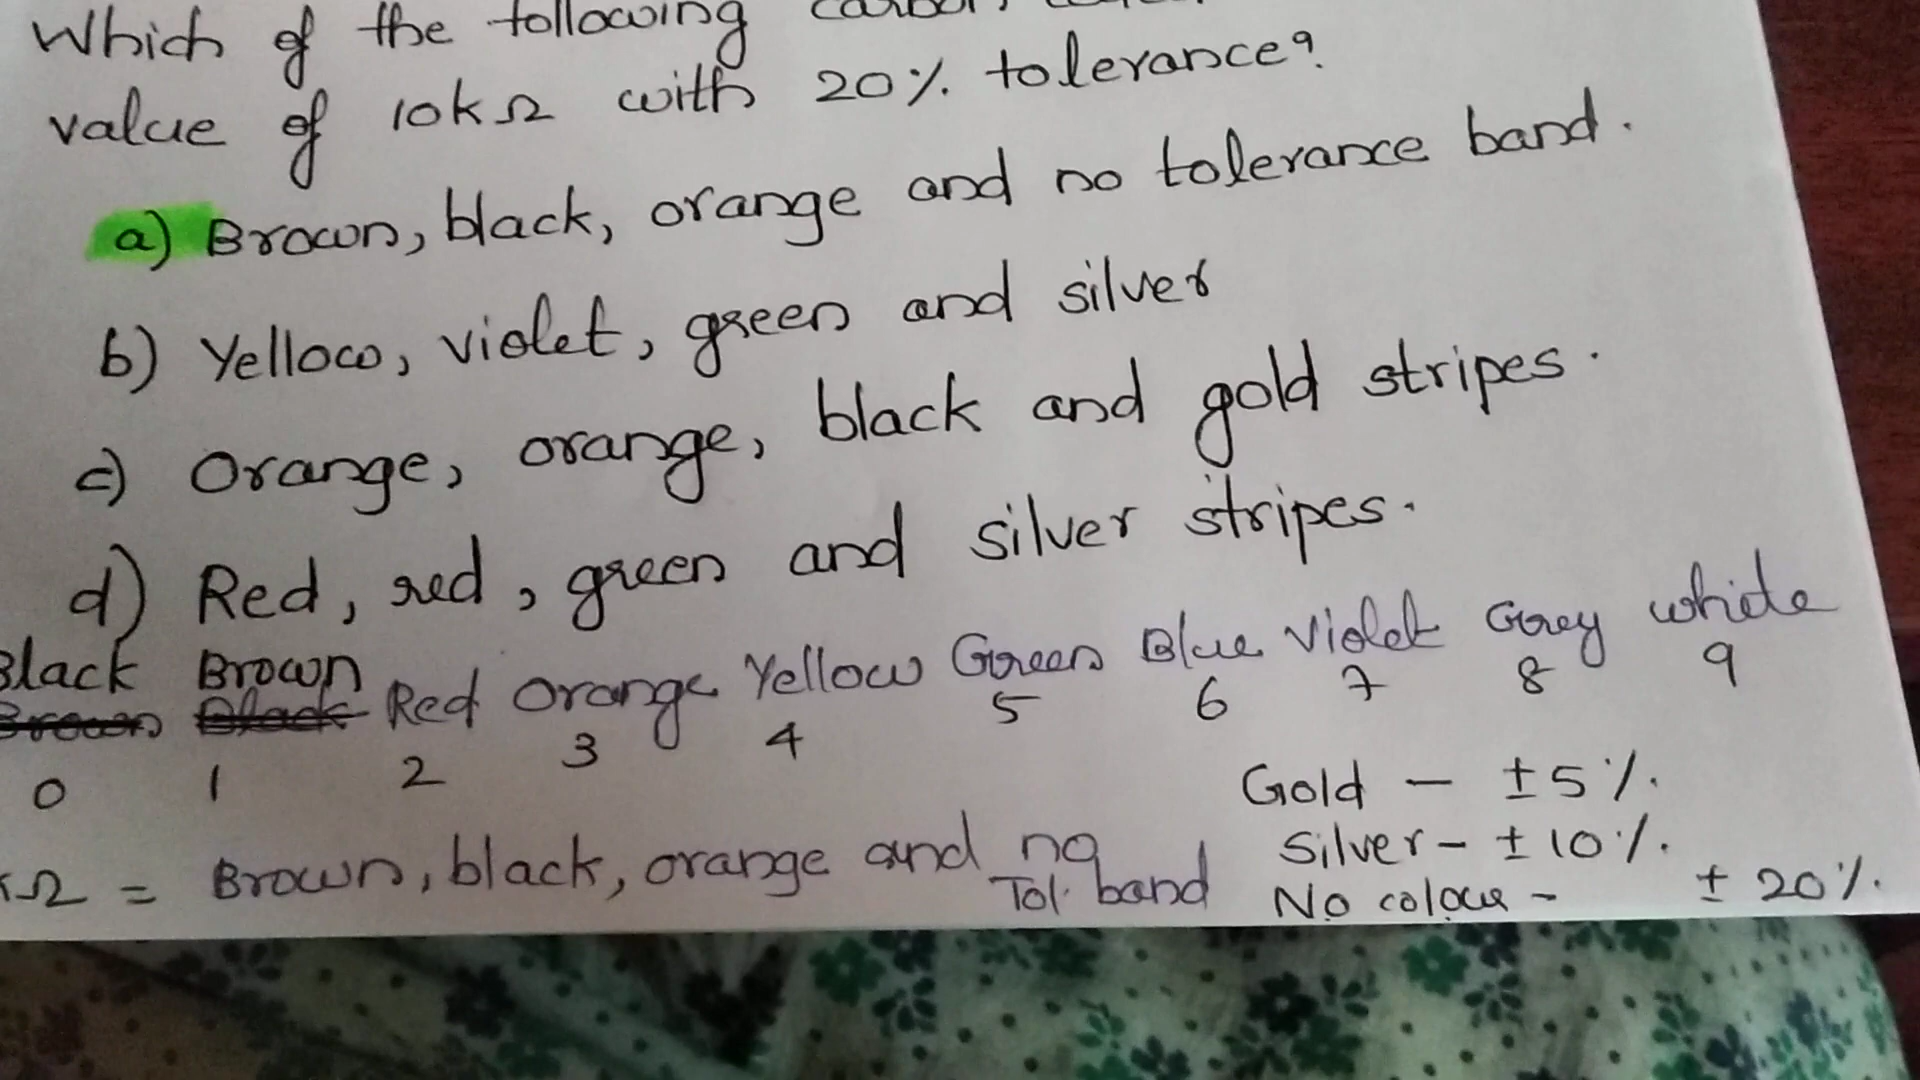 Which of the following carbon
value of 10kΩ with 20% tolerance?
a) Brown, black, orange and no tolerance band.
b) Yellow, violet, green and silver
c) Orange, orange, black and gold stripes.
d) Red, red, green and silver stripes.
Black Brown Red Orange Yellow Green Blue Violet Grey white
Brown Black
0 1 2 3 4 5 6 7 8 9
Gold - ±5%.
Silver - ±10%.
No colour - ±20%.
kΩ = Brown, black, orange and no Tol. band